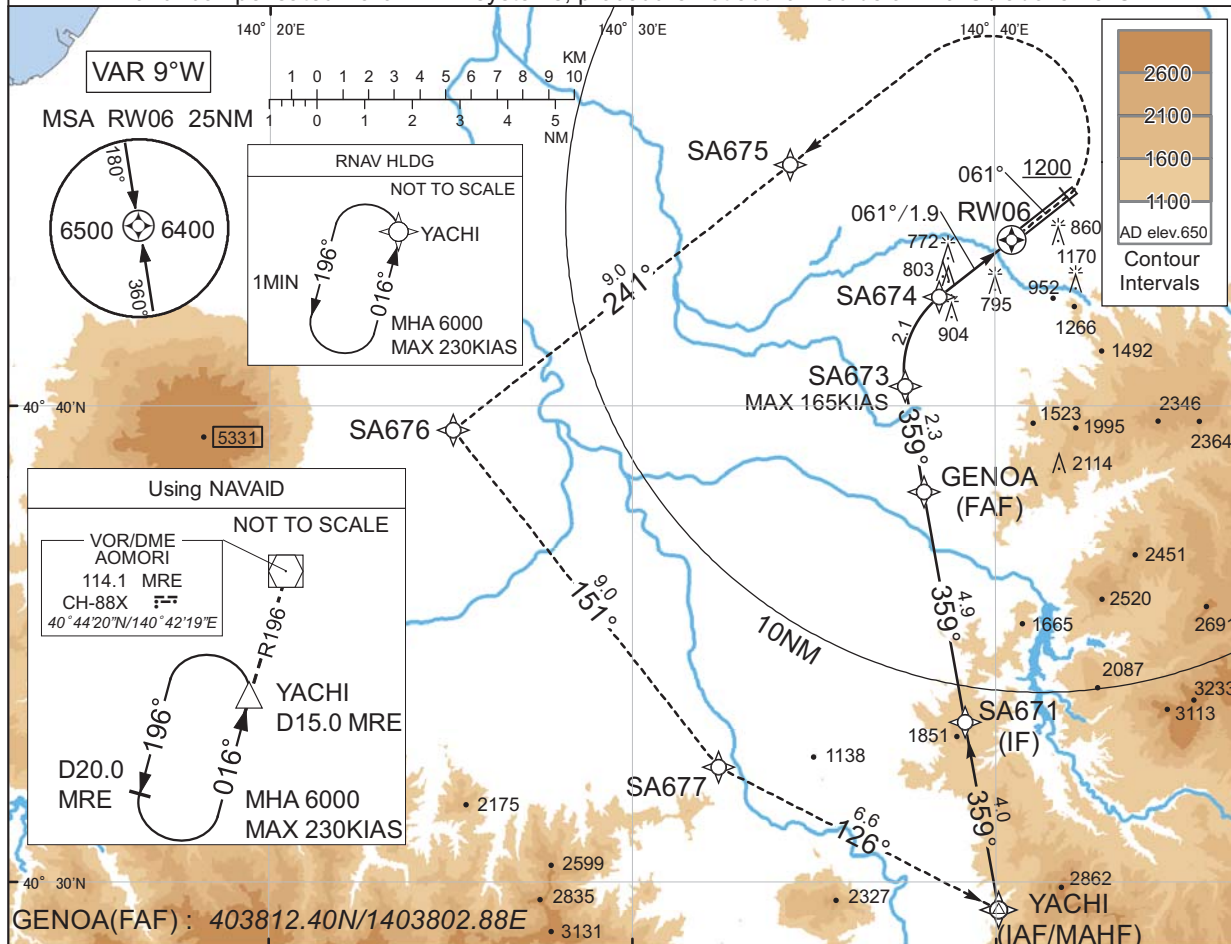 140° 20'E
140° 30'E
140° 40'E
VAR 9°W
MSA RW06 25NM
180°
6500
6400
360°
1 0 1 2 3 4 5 6 7 8 9 10
KM
1 0 1 2 3 4 5
NM
RNAV HLDG
NOT TO SCALE
YACHI
1MIN
196°
016°
MHA 6000
MAX 230KIAS
2600
2100
1600
1100
AD elev.650
Contour
Intervals
SA675
061°
1200
RW06
061°/1.9
772
860
1170
803
952
795
SA674
904
1266
9.0
241°
2.1
1492
SA673
MAX 165KIAS
40° 40'N
SA676
5331
2.3
359°
1523
1995
2346
2364
2114
GENOA
(FAF)
Using NAVAID
NOT TO SCALE
VOR/DME
AOMORI
114.1 MRE
CH-88X
40°44'20"N/140°42'19"E
R196
YACHI
D15.0 MRE
196°
016°
D20.0
MRE
MHA 6000
MAX 230KIAS
9.0
151°
4.9
359°
2451
2520
2691
1665
10NM
2087
3233
3113
SA671
(IF)
1851
1138
SA677
2175
4.0
359°
6.6
126°
2599
2835
3131
2327
2862
40° 30'N
YACHI
(IAF/MAHF)
GENOA(FAF) : 403812.40N/1403802.88E